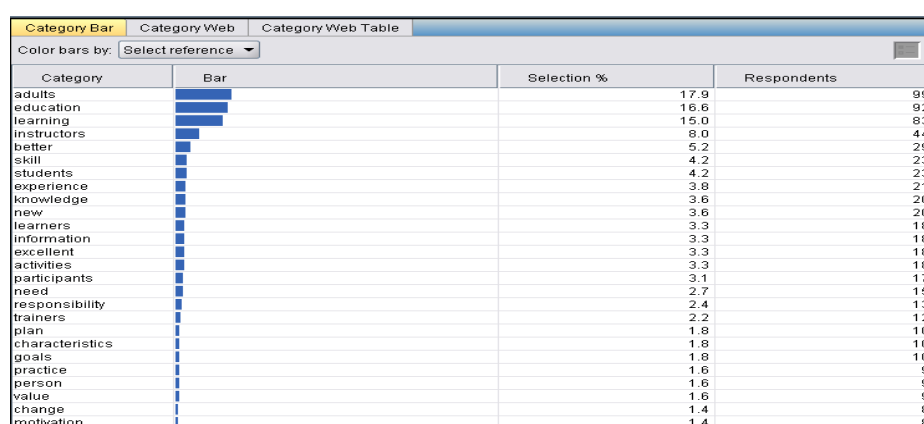 Category Bar Category Web Category Web Table
Color bars by: Select reference
Category Bar Selection % Respondents
adults 17.9 99
education 16.6 92
learning 15.0
instructors 8.0 44
better 5.2
skill 4.2
students 4.2
experience 3.8
knowledge 3.6
new 3.6
learners 3.3
information 3.3
excellent 3.3
activities 3.3
participants 3.1
need 2.7
responsibility 2.4
trainers 2.2
plan 1.8
characteristics 1.8
goals 1.8
practice 1.6
person 1.6
value 1.6
change 1.4
motivation 1.4